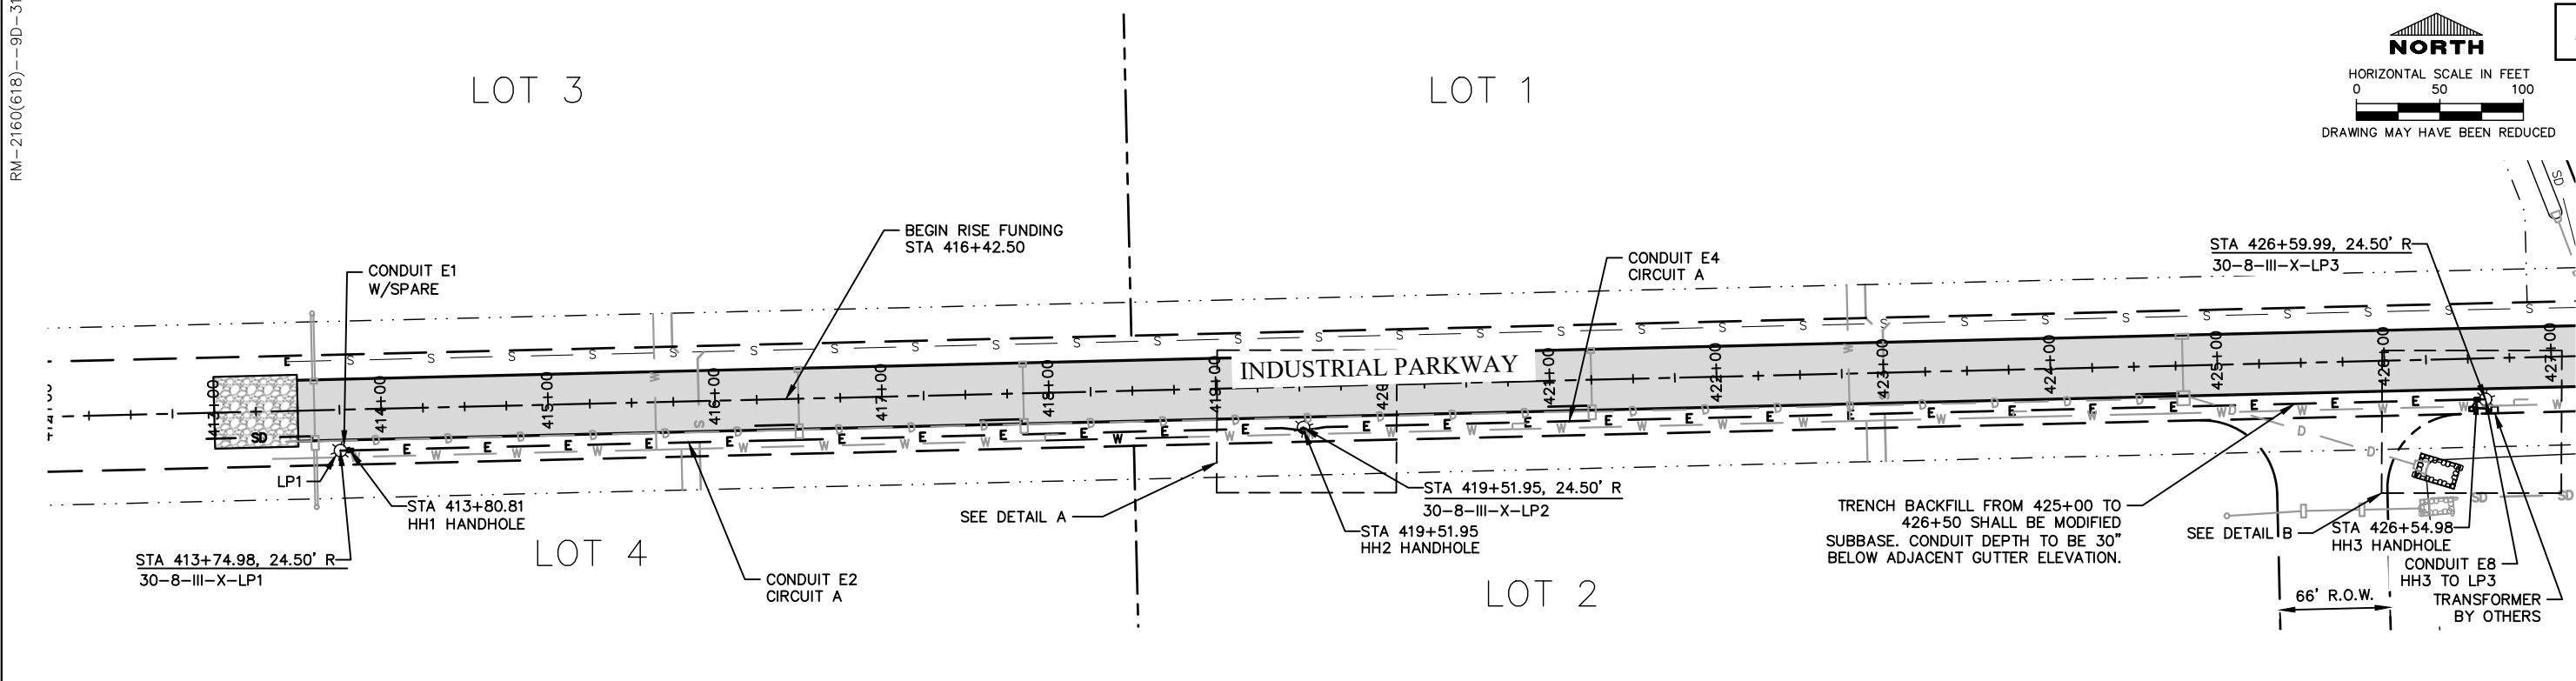 RM-2160(618)--9D-31
LOT 3
LOT 1
NORTH
HORIZONTAL SCALE IN FEET
0 50 100
DRAWING MAY HAVE BEEN REDUCED
CONDUIT E1
W/SPARE
BEGIN RISE FUNDING
STA 416+42.50
CONDUIT E4
CIRCUIT A
STA 426+59.99, 24.50' R
30-8-III-X-LP3
INDUSTRIAL PARKWAY
413+00
414+00
415+00
416+00
417+00
418+00
419+00
420
421+00
422+00
423+00
424+00
425+00
426+00
427+00
SD
LP1
STA 413+80.81
HH1 HANDHOLE
STA 413+74.98, 24.50' R
30-8-III-X-LP1
LOT 4
CONDUIT E2
CIRCUIT A
SEE DETAIL A
STA 419+51.95, 24.50' R
30-8-III-X-LP2
STA 419+51.95
HH2 HANDHOLE
LOT 2
TRENCH BACKFILL FROM 425+00 TO
426+50 SHALL BE MODIFIED
SUBBASE. CONDUIT DEPTH TO BE 30"
BELOW ADJACENT GUTTER ELEVATION.
SEE DETAIL B
STA 426+54.98
HH3 HANDHOLE
CONDUIT E8
HH3 TO LP3
TRANSFORMER
BY OTHERS
66' R.O.W.